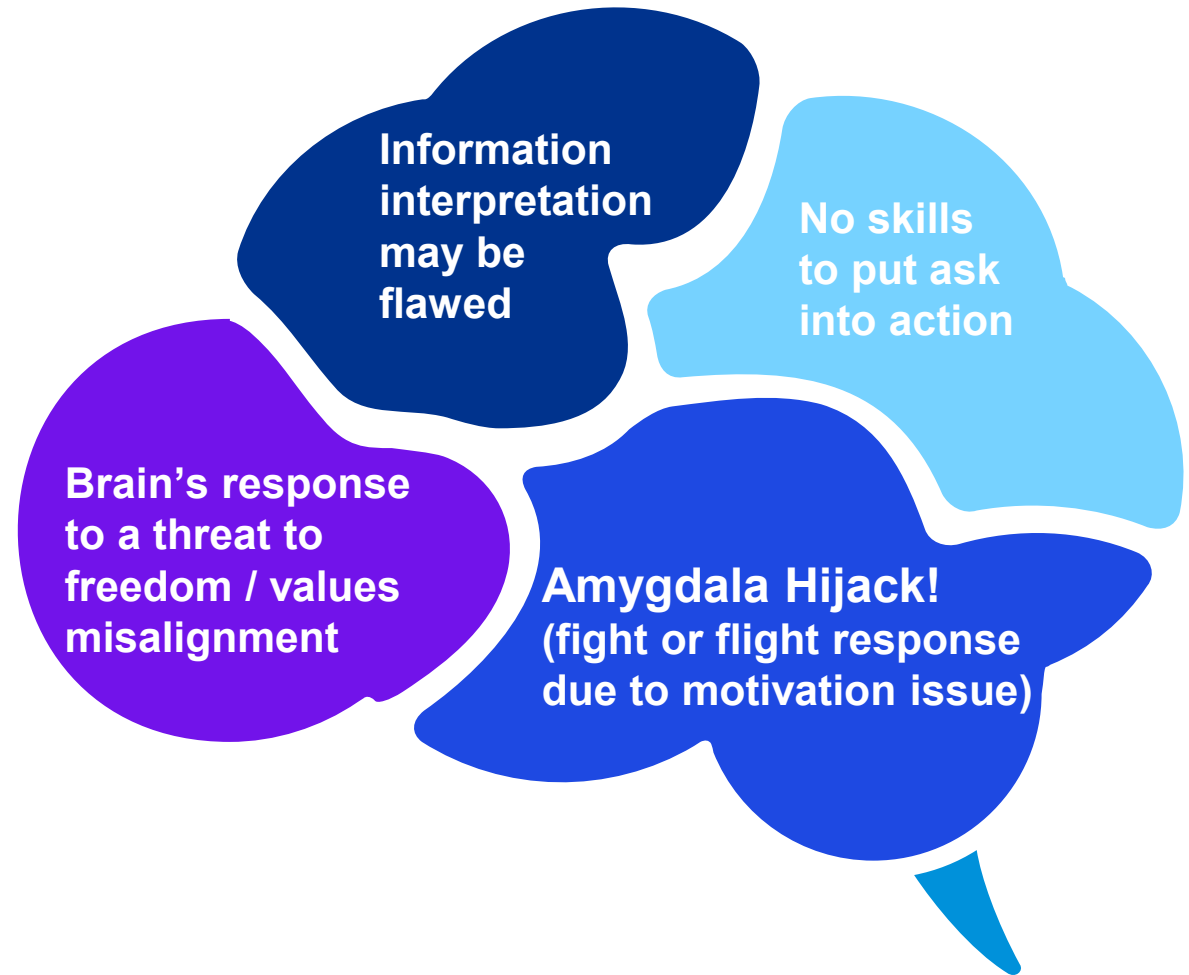 Information
interpretation
may be
flawed
No skills
to put ask
into action
Brain’s response
to a threat to
freedom / values
misalignment
Amygdala Hijack!
(fight or flight response
due to motivation issue)